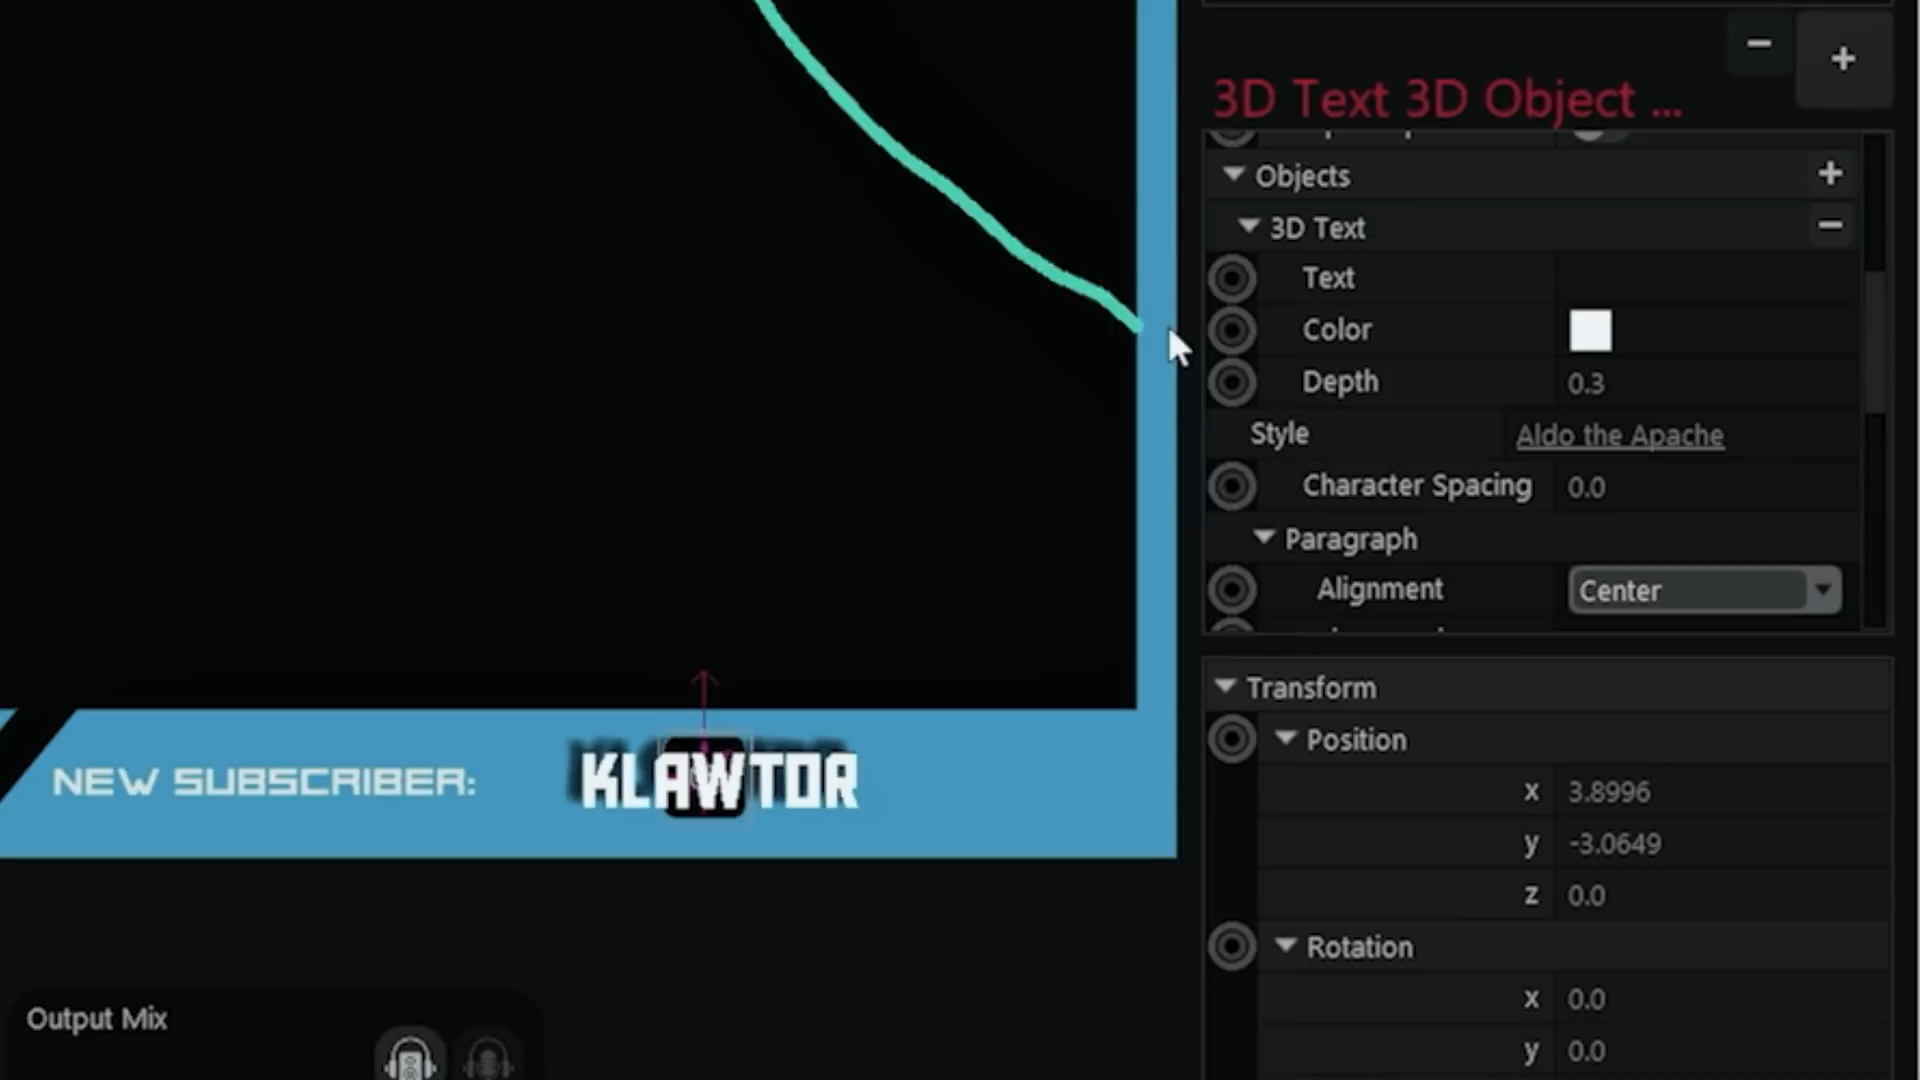 3D Text 3D Object ...
Objects
3D Text
Text
Color
Depth 0.3
Style Aldo the Apache
Character Spacing 0.0
Paragraph
Alignment Center
Transform
Position
x 3.8996
y -3.0649
z 0.0
Rotation
x 0.0
y 0.0
NEW SUBSCRIBER: KLAWTOR
Output Mix